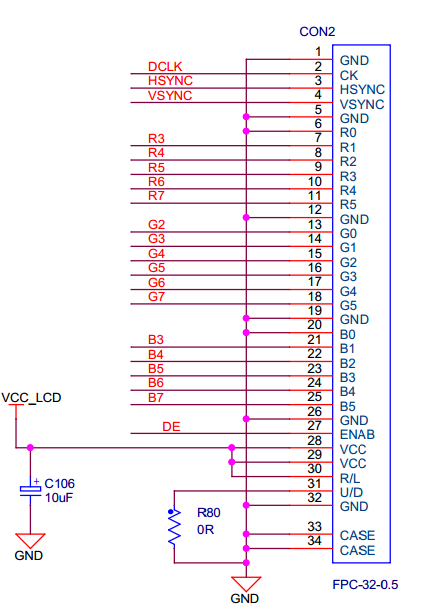 CON2
1 GND
DCLK 2 CK
HSYNC 3 HSYNC
VSYNC 4 VSYNC
5 GND
6 R0
R3 7 R1
R4 8 R2
R5 9 R3
R6 10 R4
R7 11 R5
12 GND
G2 13 G0
G3 14 G1
G4 15 G2
G5 16 G3
G6 17 G4
G7 18 G5
19 GND
20 B0
B3 21 B1
B4 22 B2
B5 23 B3
B6 24 B4
B7 25 B5
VCC_LCD
26 GND
DE 27 ENAB
28 VCC
29 VCC
30 R/L
+ C106
10uF
31 U/D
32 GND
R80
0R
33 CASE
34 CASE
GND
FPC-32-0.5
GND